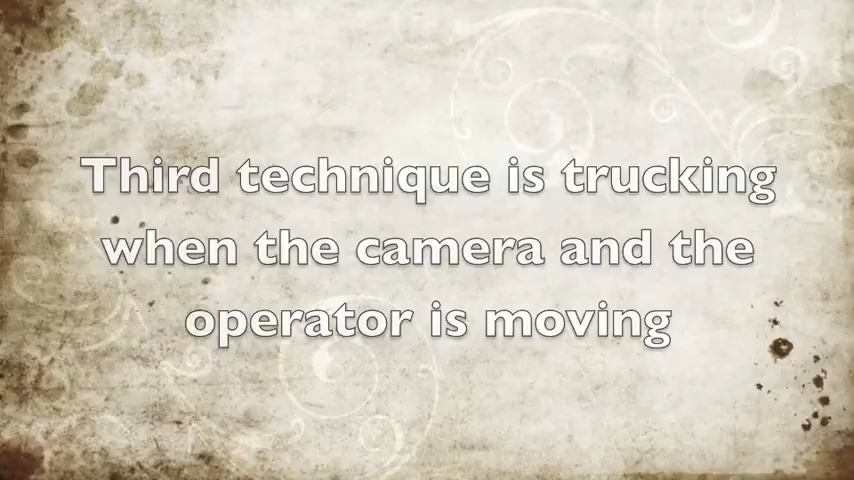 Third technique is trucking
when the camera and the
operator is moving